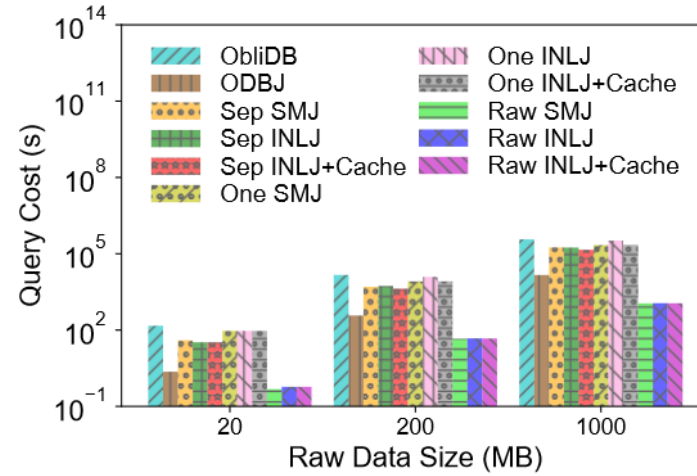 10^14
10^11
10^8
10^5
10^2
10^-1
Query Cost (s)
ObliDB
ODBJ
Sep SMJ
Sep INLJ
Sep INLJ+Cache
One SMJ
One INLJ
One INLJ+Cache
Raw SMJ
Raw INLJ
Raw INLJ+Cache
20
200
1000
Raw Data Size (MB)